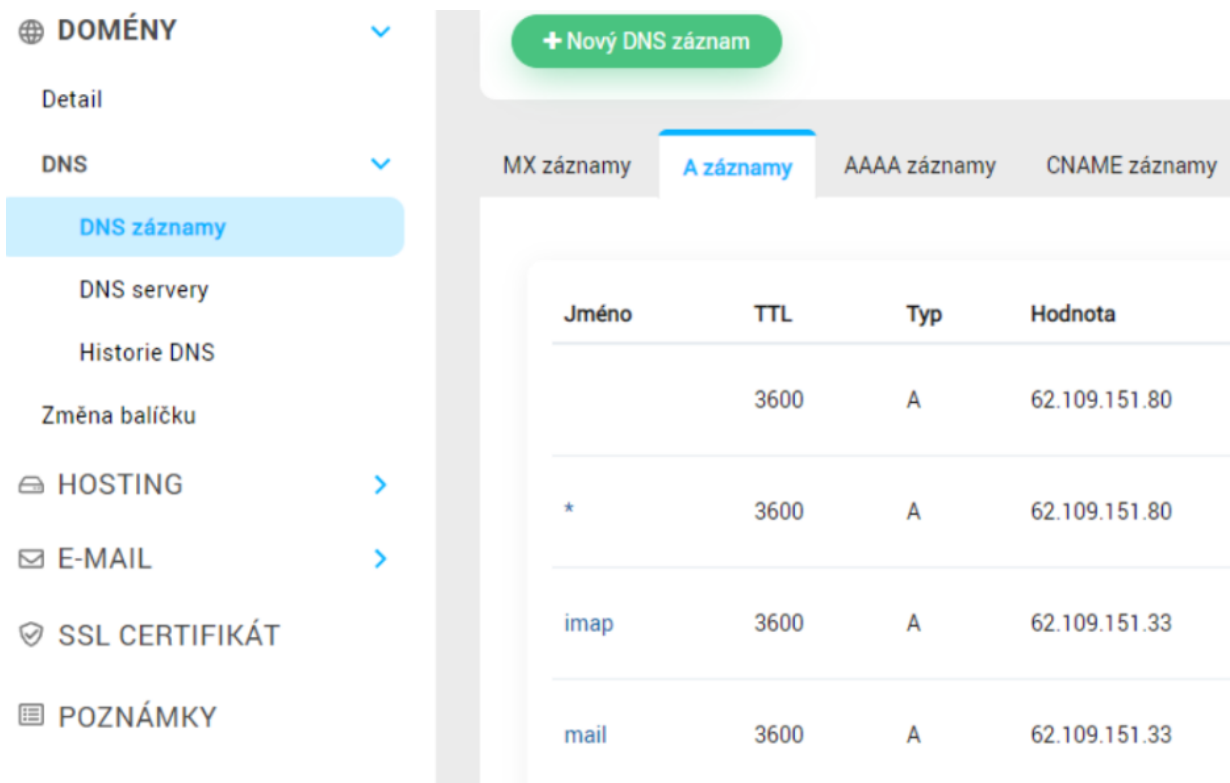 DOMÉNY
Detail
DNS
DNS záznamy
DNS servery
Historie DNS
Změna balíčku
HOSTING
E-MAIL
SSL CERTIFIKÁT
POZNÁMKY
+ Nový DNS záznam
MX záznamy A záznamy AAAA záznamy CNAME záznamy
Jméno TTL Typ Hodnota
3600 A 62.109.151.80
* 3600 A 62.109.151.80
imap 3600 A 62.109.151.33
mail 3600 A 62.109.151.33